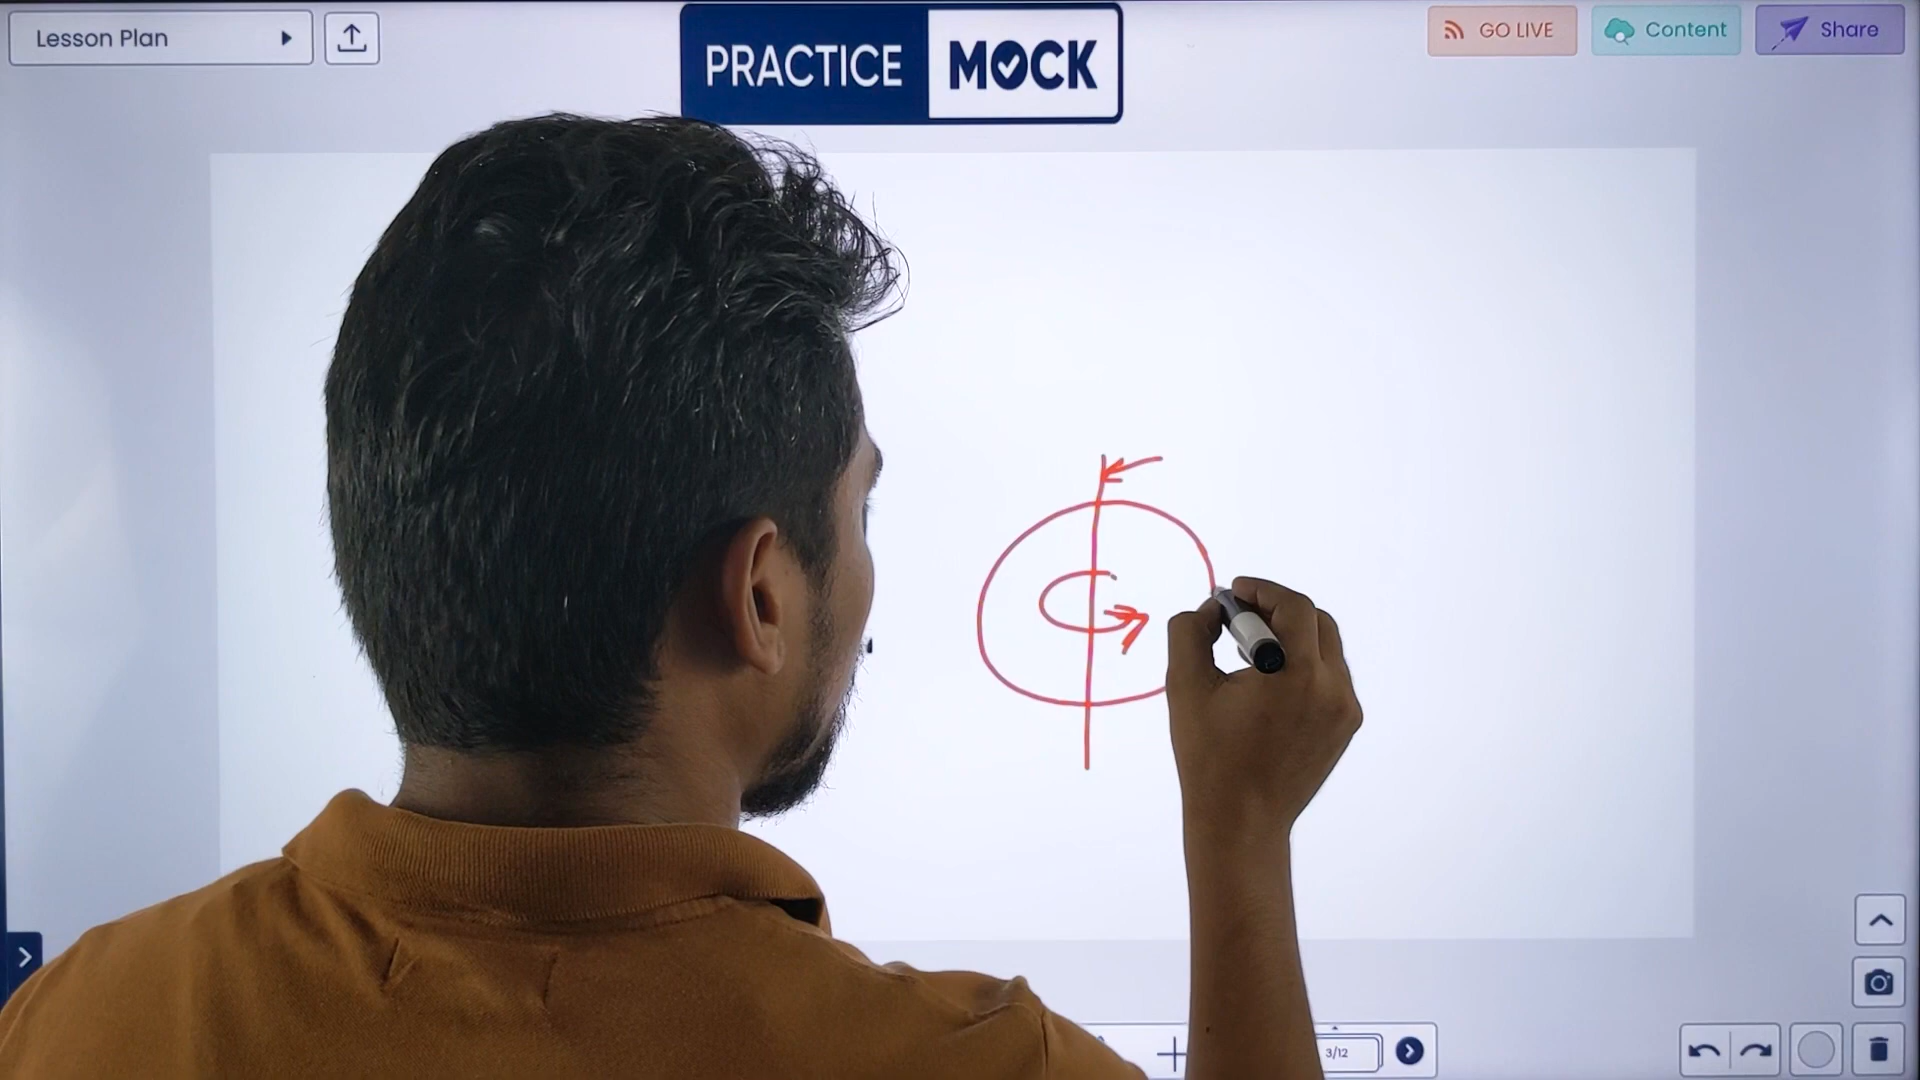 Lesson Plan
PRACTICE MOCK
GO LIVE
Content
Share
3/12